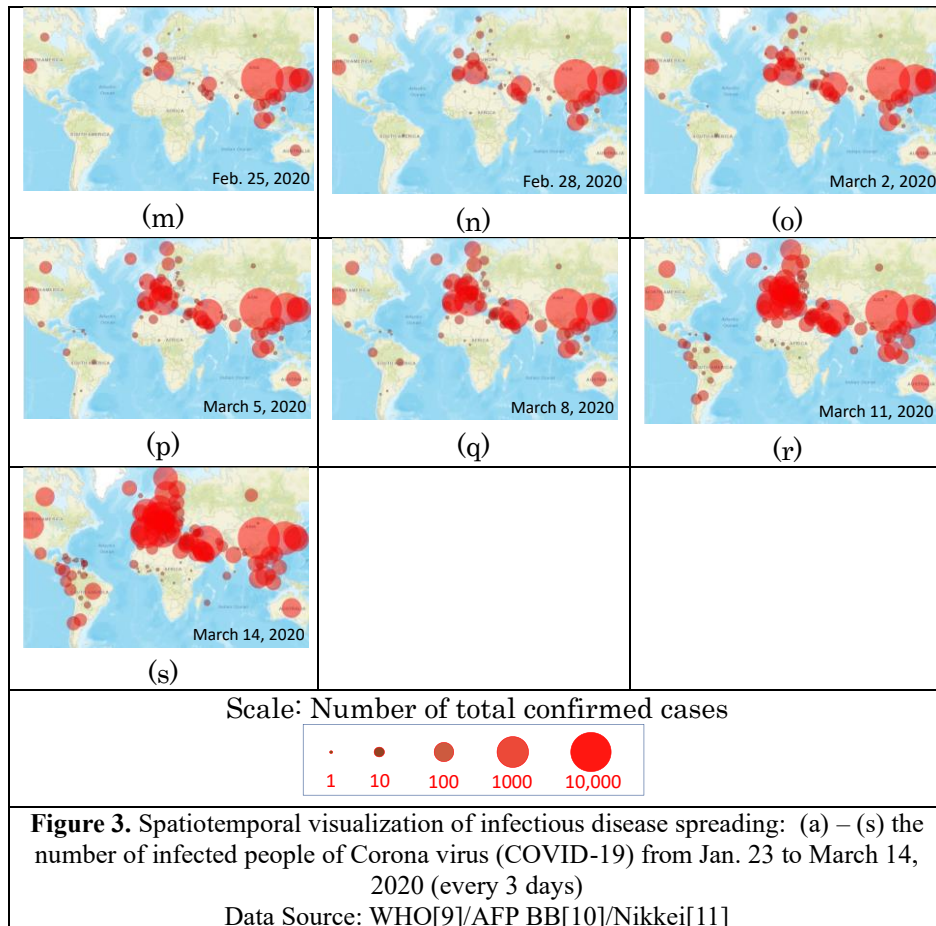 Feb. 25, 2020
Feb. 28, 2020
March 2, 2020
(m)
(n)
(o)
March 5, 2020
March 8, 2020
March 11, 2020
(p)
(q)
(r)
March 14, 2020
(s)
Scale: Number of total confirmed cases
1 10 100 1000 10,000
Figure 3. Spatiotemporal visualization of infectious disease spreading: (a) – (s) the
number of infected people of Corona virus (COVID-19) from Jan. 23 to March 14,
2020 (every 3 days)
Data Source: WHO[9]/AFP BB[10]/Nikkei[11]